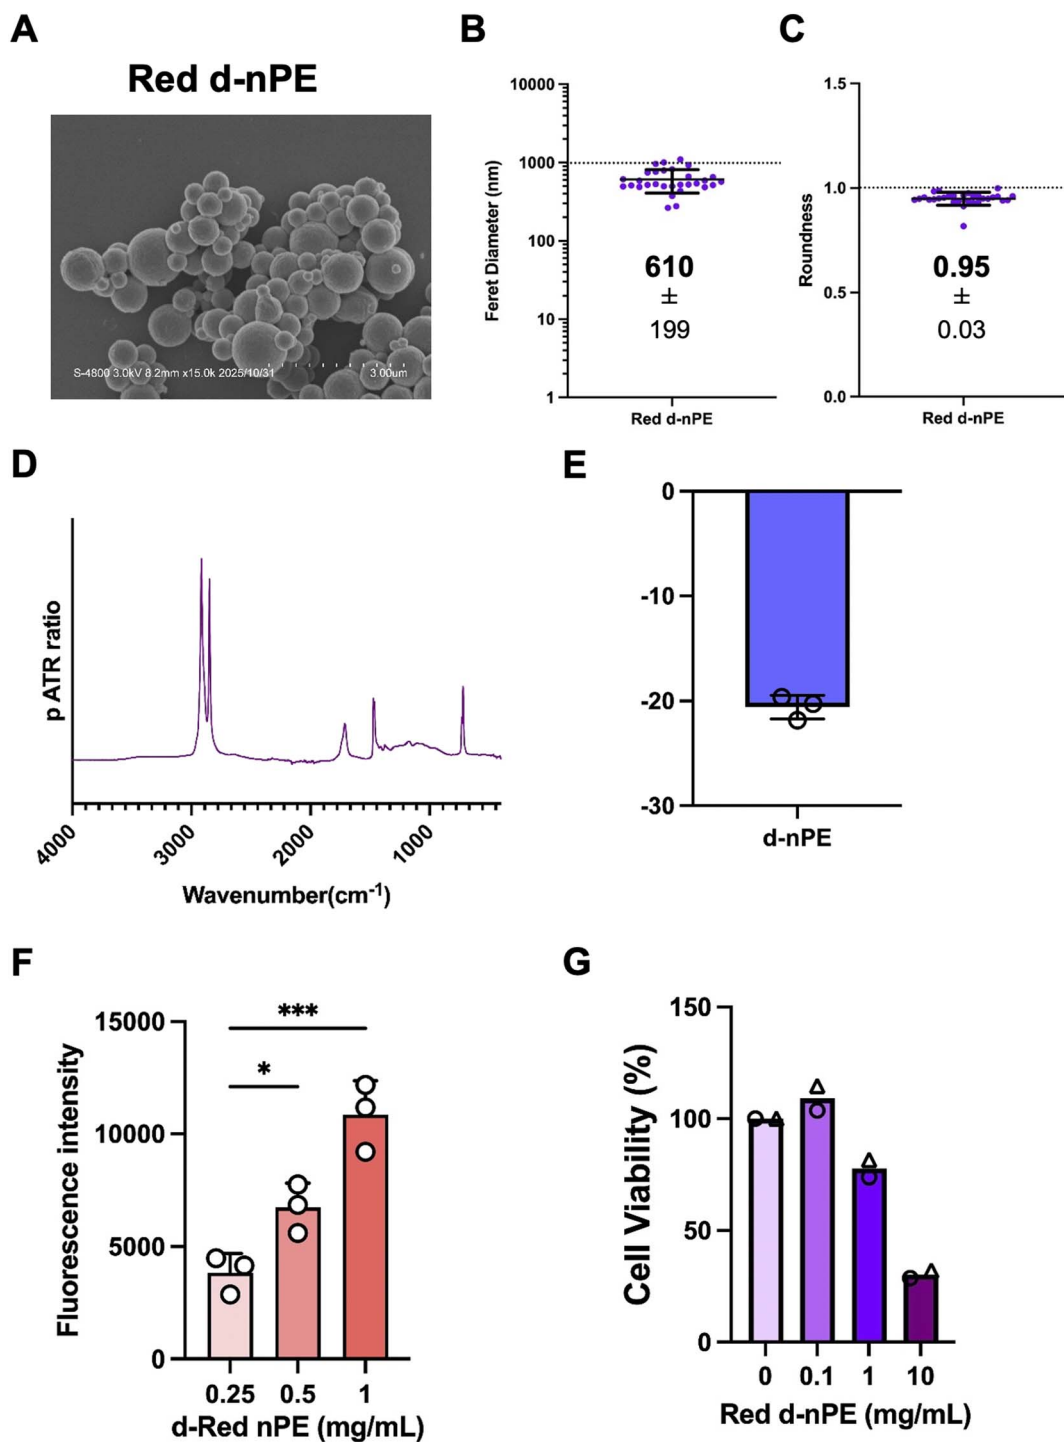 A
Red d-nPE
S-4800 3.0kV 8.2mm x15.0k 2025/10/31
3.00um
B
Feret Diameter (nm)
10000
1000
100
10
1
610
±
199
Red d-nPE
C
Roundness
1.5
1.0
0.5
0.0
0.95
±
0.03
Red d-nPE
D
p ATR ratio
4000
3000
2000
1000
Wavenumber(cm-1)
E
0
-10
-20
-30
d-nPE
F
Fluorescence intensity
15000
10000
5000
0
***
*
0.25 0.5 1
d-Red nPE (mg/mL)
G
Cell Viability (%)
150
100
50
0
0 0.1 1 10
Red d-nPE (mg/mL)